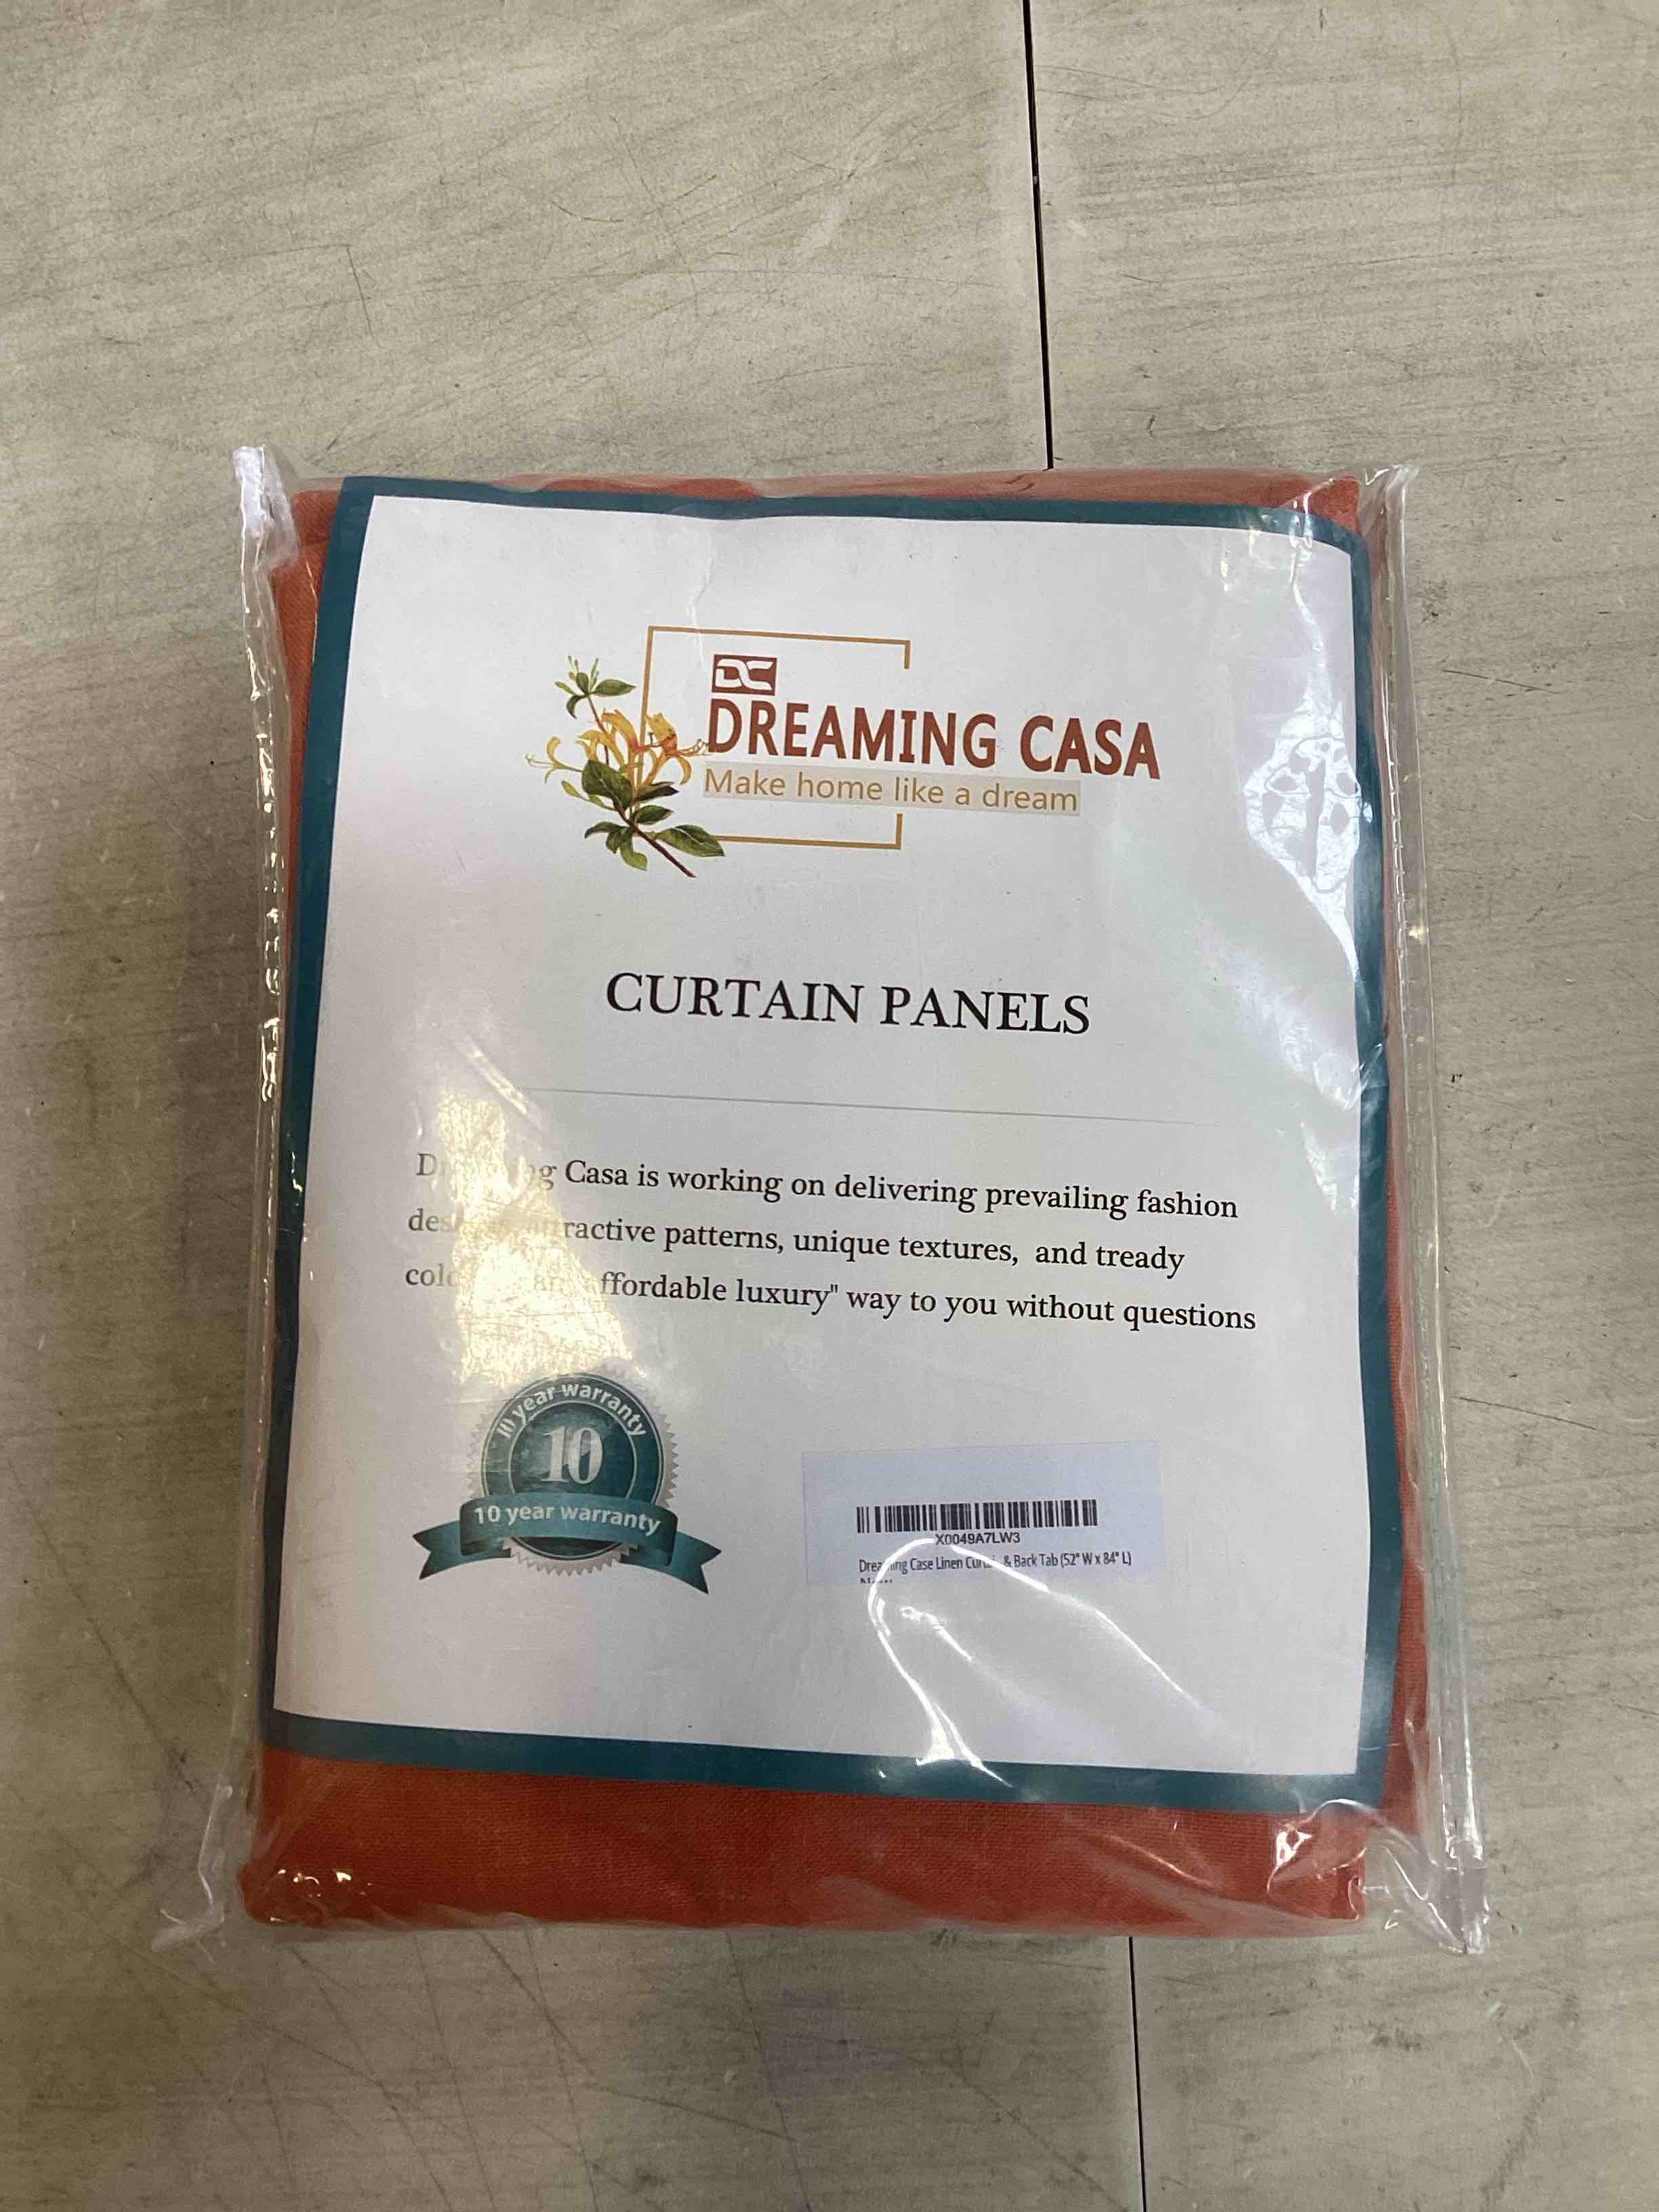 DC
DREAMING CASA
Make home like a dream
CURTAIN PANELS
Casa is working on delivering prevailing fashion
patterns, unique textures, and tready
luxury" way to you without questions
10 year warranty
10
10 year warranty
X0049A7LW3
Case Linen & Back Tab (52" W x 84" L)